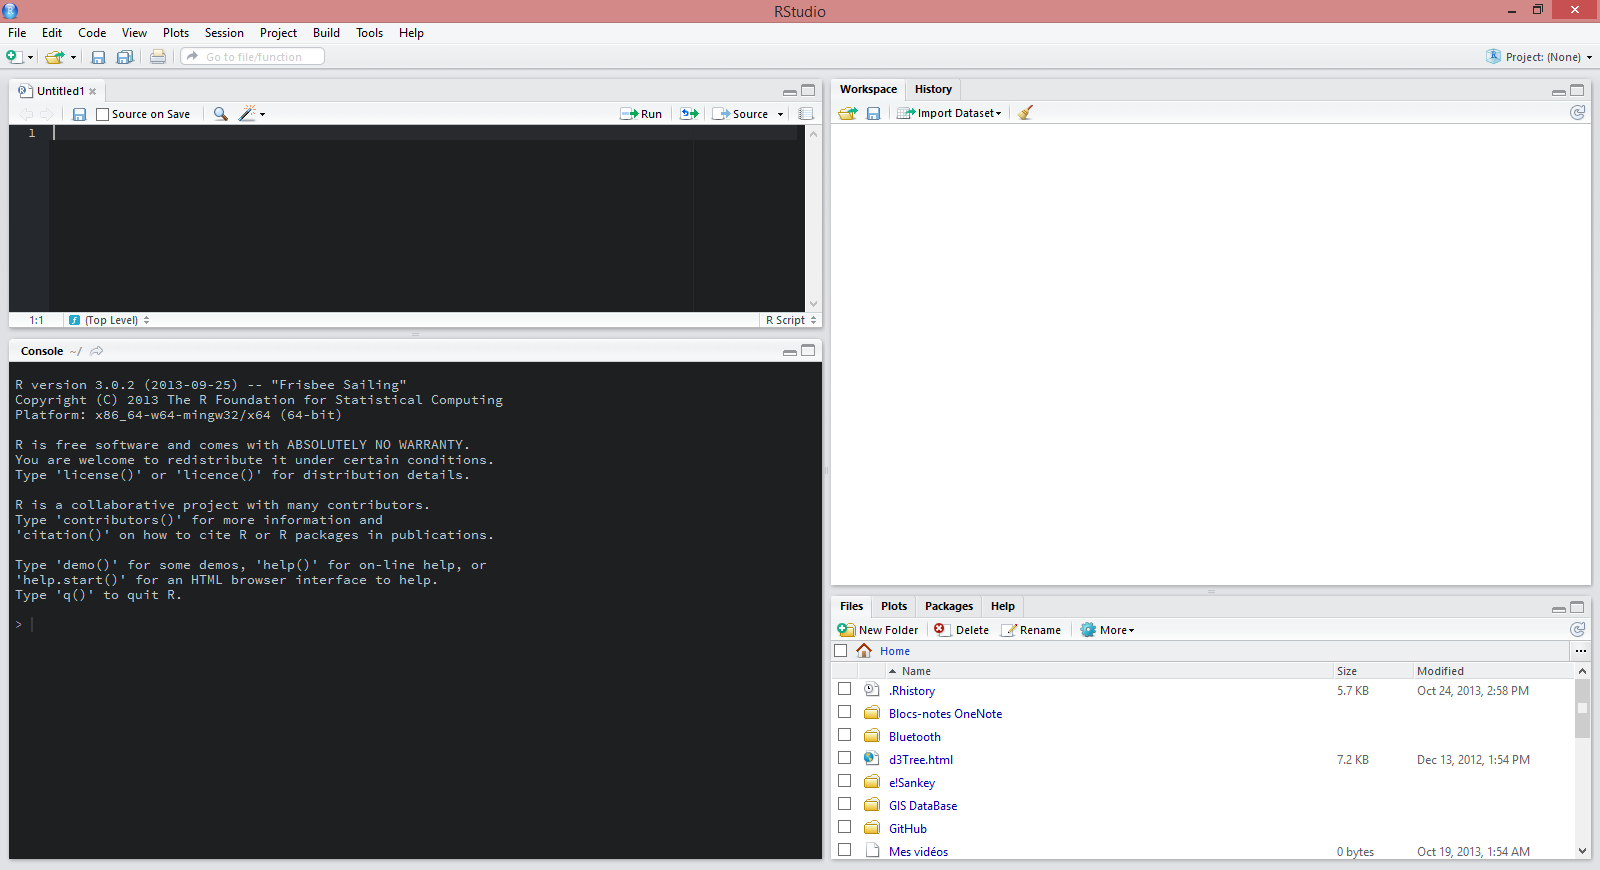 RStudio
File Edit Code View Plots Session Project Build Tools Help
Go to file/function
Project: (None)
Untitled1
Source on Save Run Source
1
1:1 (Top Level) R Script
Console ~/
R version 3.0.2 (2013-09-25) -- "Frisbee Sailing"
Copyright (C) 2013 The R Foundation for Statistical Computing
Platform: x86_64-w64-mingw32/x64 (64-bit)
R is free software and comes with ABSOLUTELY NO WARRANTY.
You are welcome to redistribute it under certain conditions.
Type 'license()' or 'licence()' for distribution details.
R is a collaborative project with many contributors.
Type 'contributors()' for more information and
'citation()' on how to cite R or R packages in publications.
Type 'demo()' for some demos, 'help()' for on-line help, or
'help.start()' for an HTML browser interface to help.
Type 'q()' to quit R.
>
Workspace History
Import Dataset
Files Plots Packages Help
New Folder Delete Rename More
Home ...
Name Size Modified
.Rhistory 5.7 KB Oct 24, 2013, 2:58 PM
Blocs-notes OneNote
Bluetooth
d3Tree.html 7.2 KB Dec 13, 2012, 1:54 PM
e!Sankey
GIS DataBase
GitHub
Mes vidéos 0 bytes Oct 19, 2013, 1:54 AM